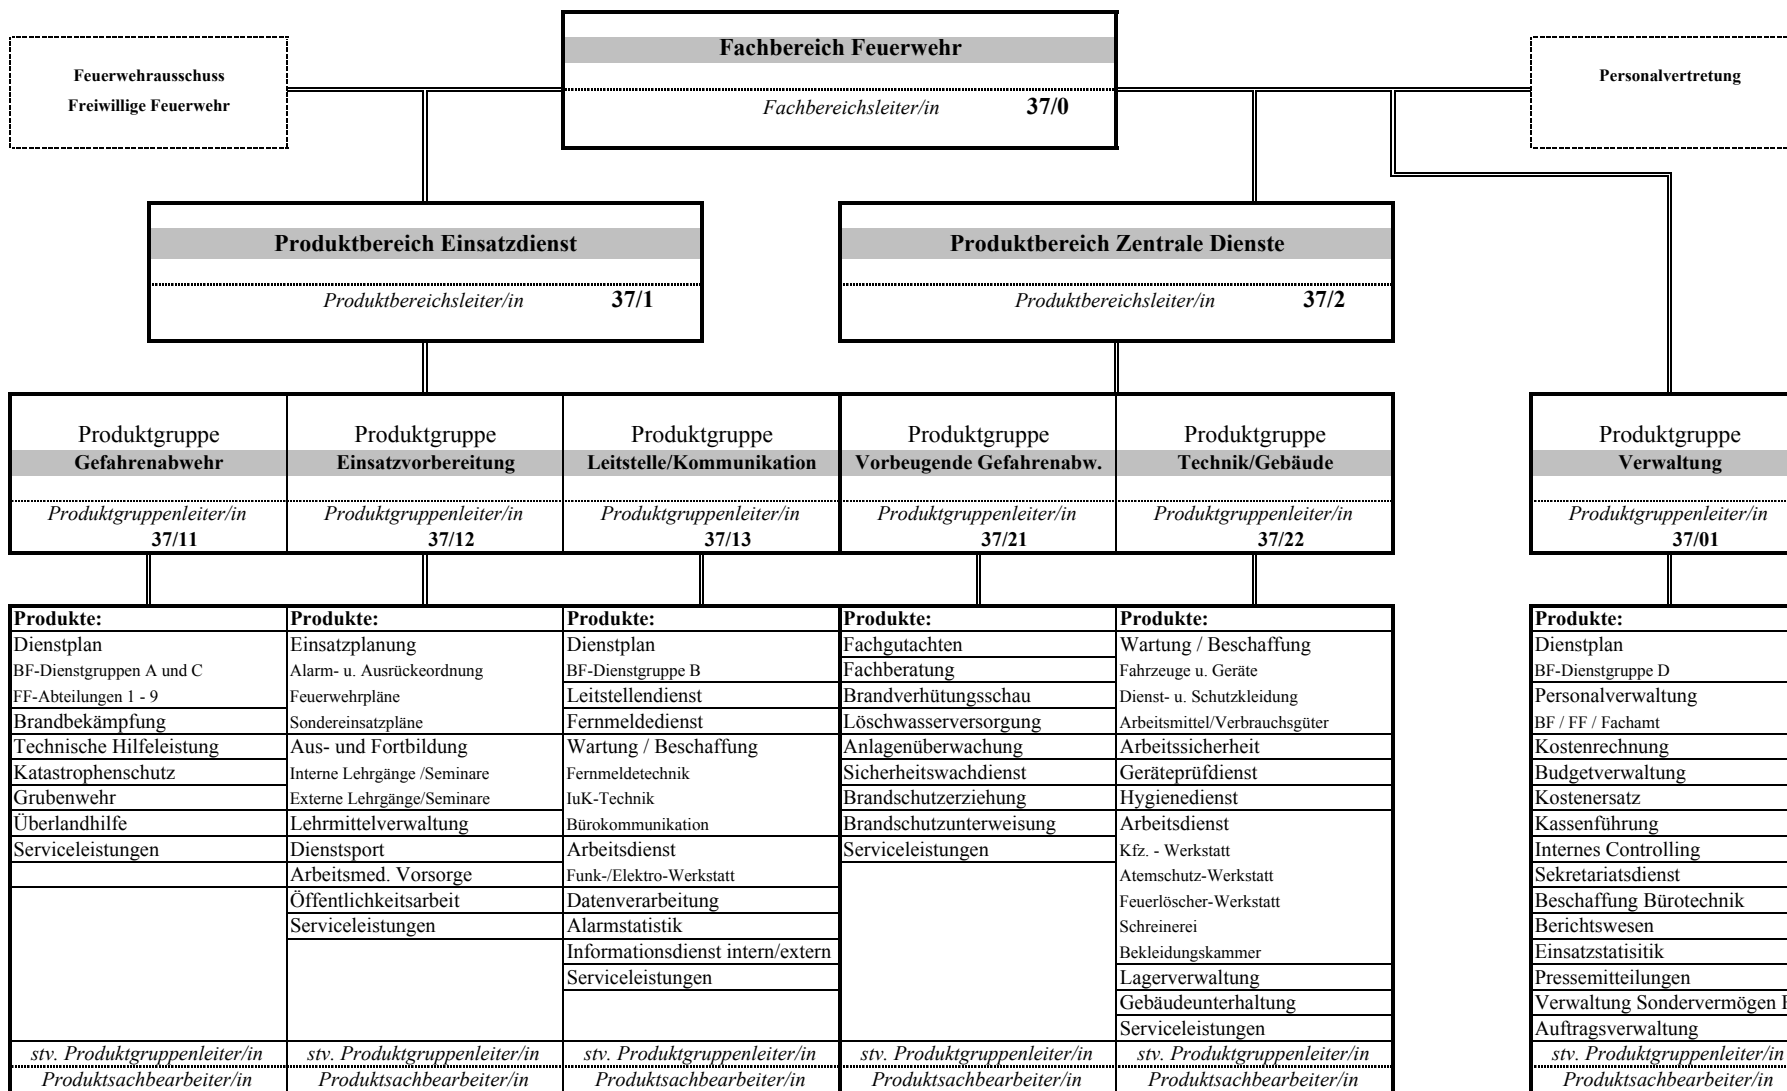 Fachbereich Feuerwehr
Fachbereichsleiter/in 37/0
Feuerwehrausschuss
Freiwillige Feuerwehr
Personalvertretung
Produktbereich Einsatzdienst
Produktbereichsleiter/in 37/1
Produktbereich Zentrale Dienste
Produktbereichsleiter/in 37/2
Produktgruppe
Gefahrenabwehr
Produktgruppenleiter/in
37/11
Produktgruppe
Einsatzvorbereitung
Produktgruppenleiter/in
37/12
Produktgruppe
Leitstelle/Kommunikation
Produktgruppenleiter/in
37/13
Produktgruppe
Vorbeugende Gefahrenabw.
Produktgruppenleiter/in
37/21
Produktgruppe
Technik/Gebäude
Produktgruppenleiter/in
37/22
Produktgruppe
Verwaltung
Produktgruppenleiter/in
37/01
Produkte:
Dienstplan
BF-Dienstgruppen A und C
FF-Abteilungen 1 - 9
Brandbekämpfung
Technische Hilfeleistung
Katastrophenschutz
Grubenwehr
Überlandhilfe
Serviceleistungen
stv. Produktgruppenleiter/in
Produktsachbearbeiter/in
Produkte:
Einsatzplanung
Alarm- u. Ausrückeordnung
Feuerwehrpläne
Sondereinsatzpläne
Aus- und Fortbildung
Interne Lehrgänge /Seminare
Externe Lehrgänge/Seminare
Lehrmittelverwaltung
Dienstsport
Arbeitsmed. Vorsorge
Öffentlichkeitsarbeit
Serviceleistungen
stv. Produktgruppenleiter/in
Produktsachbearbeiter/in
Produkte:
Dienstplan
BF-Dienstgruppe B
Leitstellendienst
Fernmeldedienst
Wartung / Beschaffung
Fernmeldetechnik
IuK-Technik
Bürokommunikation
Arbeitsdienst
Funk-/Elektro-Werkstatt
Datenverarbeitung
Alarmstatistik
Informationsdienst intern/extern
Serviceleistungen
stv. Produktgruppenleiter/in
Produktsachbearbeiter/in
Produkte:
Fachgutachten
Fachberatung
Brandverhütungsschau
Löschwasserversorgung
Anlagenüberwachung
Sicherheitswachdienst
Brandschutzerziehung
Brandschutzunterweisung
Serviceleistungen
stv. Produktgruppenleiter/in
Produktsachbearbeiter/in
Produkte:
Wartung / Beschaffung
Fahrzeuge u. Geräte
Dienst- u. Schutzkleidung
Arbeitsmittel/Verbrauchsgüter
Arbeitssicherheit
Geräteprüfdienst
Hygienedienst
Arbeitsdienst
Kfz. - Werkstatt
Atemschutz-Werkstatt
Feuerlöscher-Werkstatt
Schreinerei
Bekleidungskammer
Lagerverwaltung
Gebäudeunterhaltung
Serviceleistungen
stv. Produktgruppenleiter/in
Produktsachbearbeiter/in
Produkte:
Dienstplan
BF-Dienstgruppe D
Personalverwaltung
BF / FF / Fachamt
Kostenrechnung
Budgetverwaltung
Kostenersatz
Kassenführung
Internes Controlling
Sekretariatsdienst
Beschaffung Bürotechnik
Berichtswesen
Einsatzstatisitik
Pressemitteilungen
Verwaltung Sondervermögen
Auftragsverwaltung
stv. Produktgruppenleiter/in
Produktsachbearbeiter/in